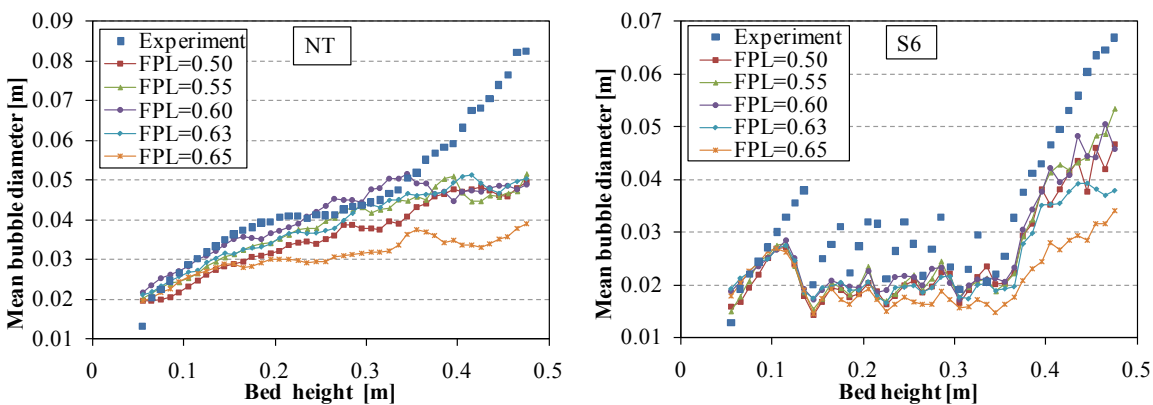 NT
Mean bubble diameter [m]
0.09
0.08
0.07
0.06
0.05
0.04
0.03
0.02
0.01
Experiment
FPL=0.50
FPL=0.55
FPL=0.60
FPL=0.63
FPL=0.65
0 0.1 0.2 0.3 0.4 0.5
Bed height [m]
S6
Mean bubble diameter [m]
0.07
0.06
0.05
0.04
0.03
0.02
0.01
Experiment
FPL=0.50
FPL=0.55
FPL=0.60
FPL=0.63
FPL=0.65
0 0.1 0.2 0.3 0.4 0.5
Bed height [m]